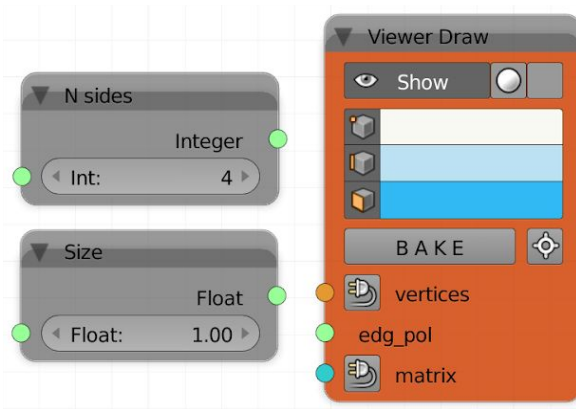 N sides
Integer
Int: 4
Size
Float
Float: 1.00
Viewer Draw
Show
BAKE
vertices
edg_pol
matrix